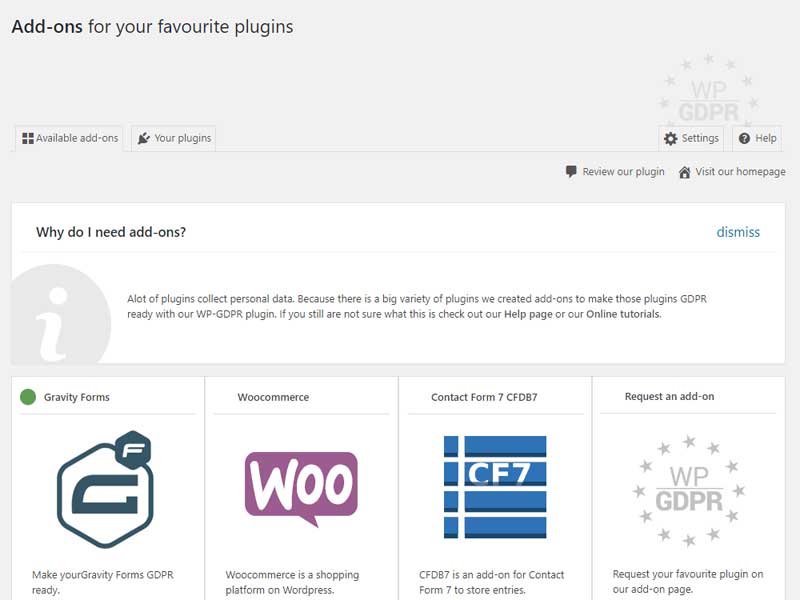 Add-ons for your favourite plugins
WP
GDPR
Available add-ons
Your plugins
Settings
Help
Review our plugin
Visit our homepage
Why do I need add-ons?
dismiss
Alot of plugins collect personal data. Because there is a big variety of plugins we created add-ons to make those plugins GDPR
ready with our WP-GDPR plugin. If you still are not sure what this is check out our Help page or our Online tutorials.
Gravity Forms
Woocommerce
Contact Form 7 CFDB7
Request an add-on
F
G
WOO
CF7
WP
GDPR
Make yourGravity Forms GDPR
ready.
Woocommerce is a shopping
platform on Wordpress.
CFDB7 is an add-on for Contact
Form 7 to store entries.
Request your favourite plugin on
our add-on page.